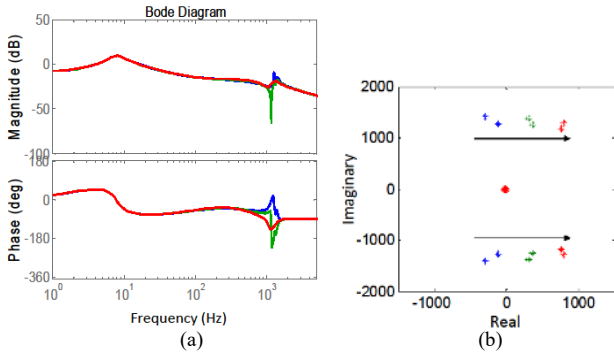 Bode Diagram
Magnitude (dB)
50
0
-50
-100
Phase (deg)
180
0
-180
-360
10^0 10^1 10^2 10^3
Frequency (Hz)
(a)
Imaginary
2000
1000
0
-1000
-2000
-1000 0 1000
Real
(b)